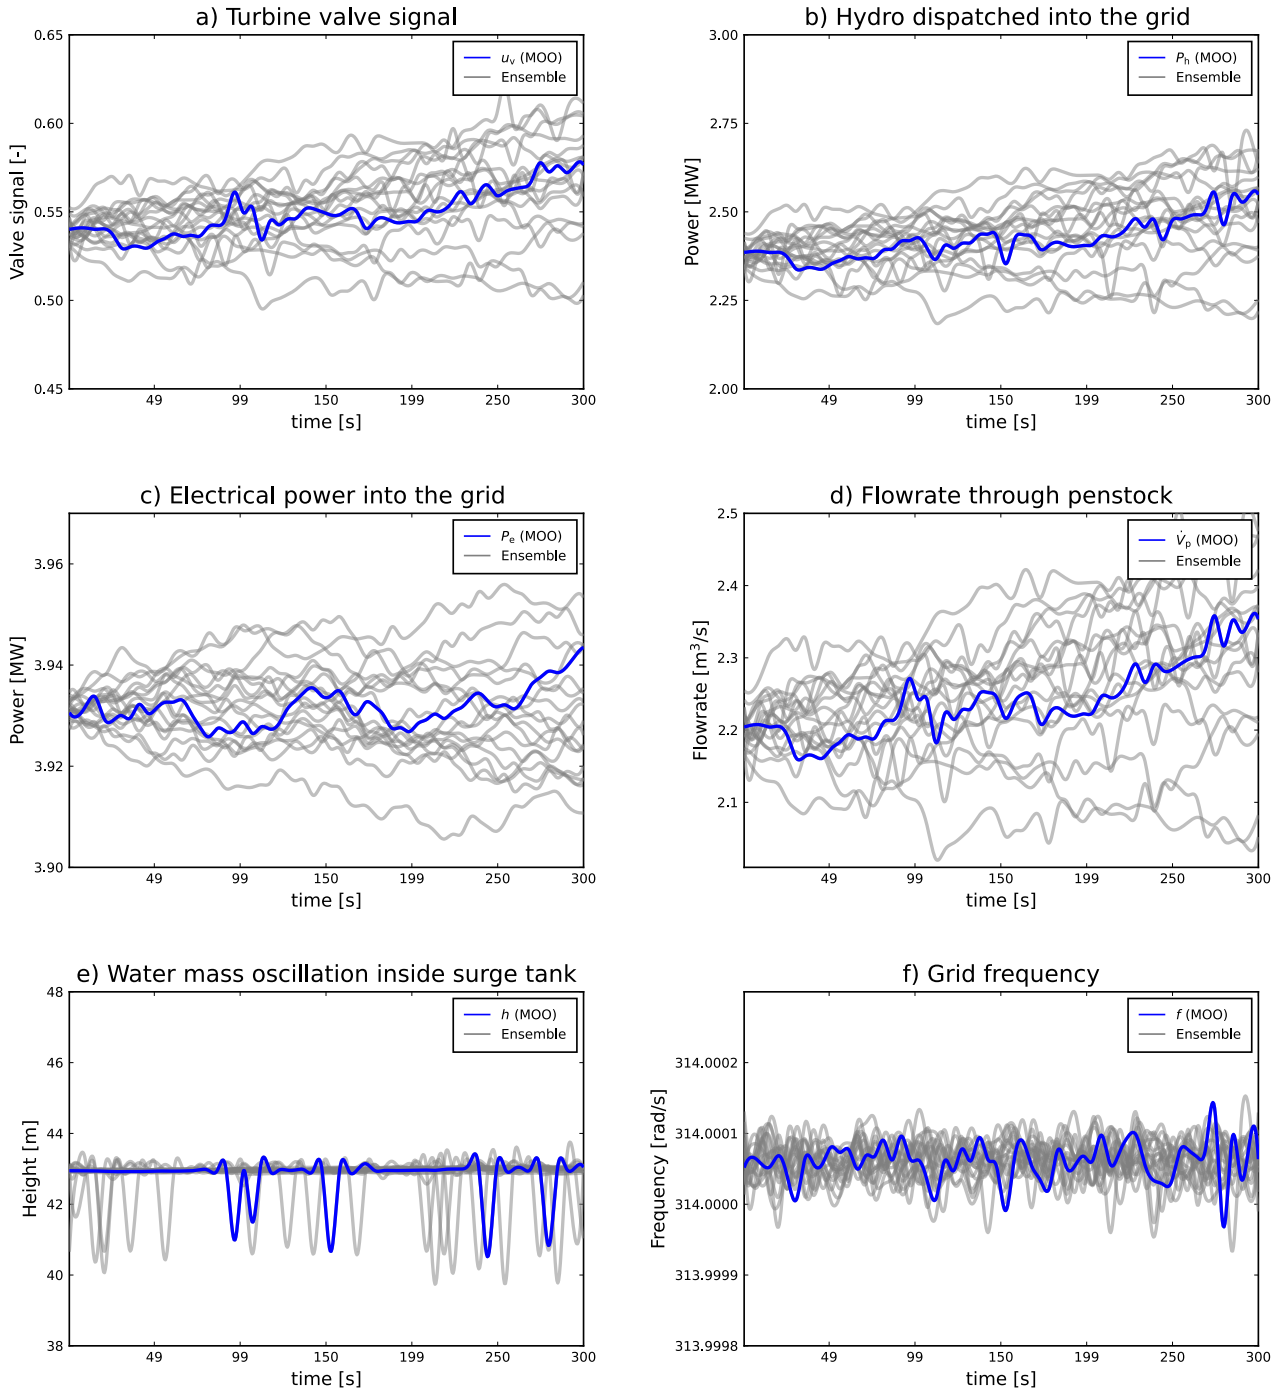 a) Turbine valve signal
0.65
0.60
0.55
0.50
0.45
Valve signal [-]
u_v (MOO)
Ensemble
49 99 150 199 250 300
time [s]
b) Hydro dispatched into the grid
3.00
2.75
2.50
2.25
2.00
Power [MW]
P_h (MOO)
Ensemble
49 99 150 199 250 300
time [s]
c) Electrical power into the grid
3.96
3.94
3.92
3.90
Power [MW]
P_e (MOO)
Ensemble
49 99 150 199 250 300
time [s]
d) Flowrate through penstock
2.5
2.4
2.3
2.2
2.1
Flowrate [m³/s]
V̇_p (MOO)
Ensemble
49 99 150 199 250 300
time [s]
e) Water mass oscillation inside surge tank
48
46
44
42
40
38
Height [m]
h (MOO)
Ensemble
49 99 150 199 250 300
time [s]
f) Grid frequency
314.0002
314.0001
314.0000
313.9999
313.9998
Frequency [rad/s]
f (MOO)
Ensemble
49 99 150 199 250 300
time [s]